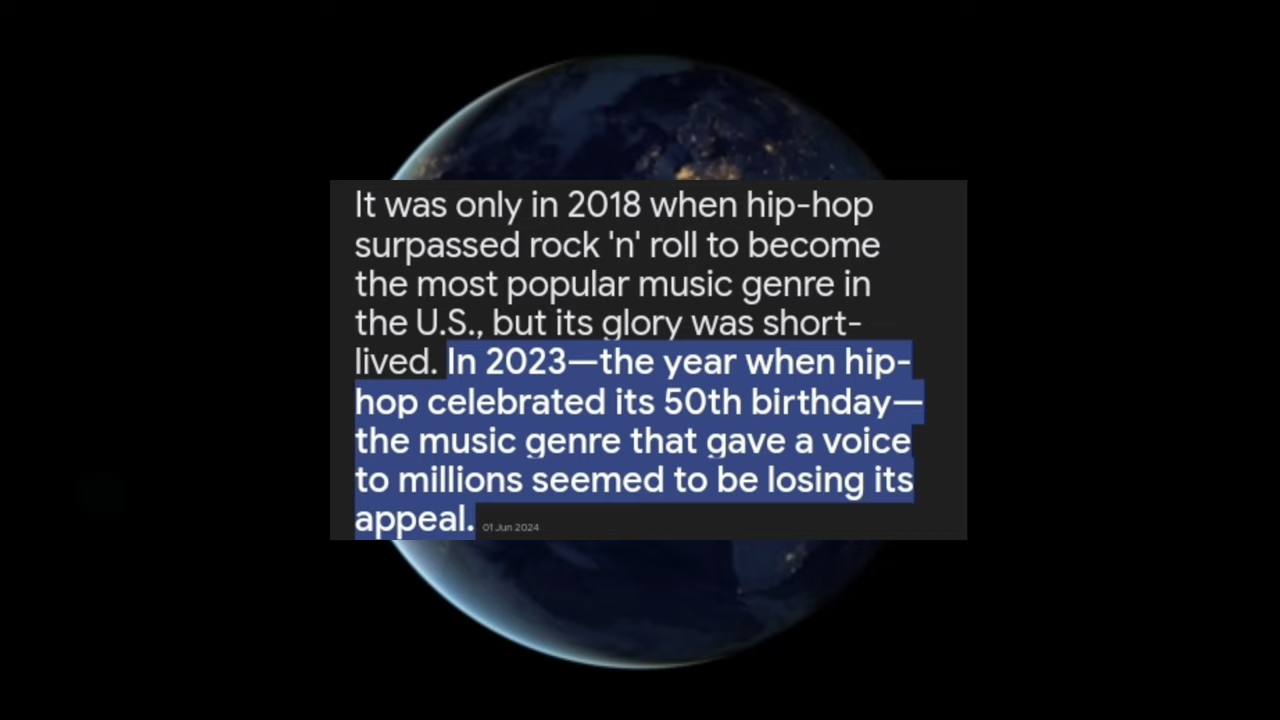 It was only in 2018 when hip-hop
surpassed rock 'n' roll to become
the most popular music genre in
the U.S., but its glory was short-
lived. In 2023—the year when hip-
hop celebrated its 50th birthday—
the music genre that gave a voice
to millions seemed to be losing its
appeal. 01 Jun 2024